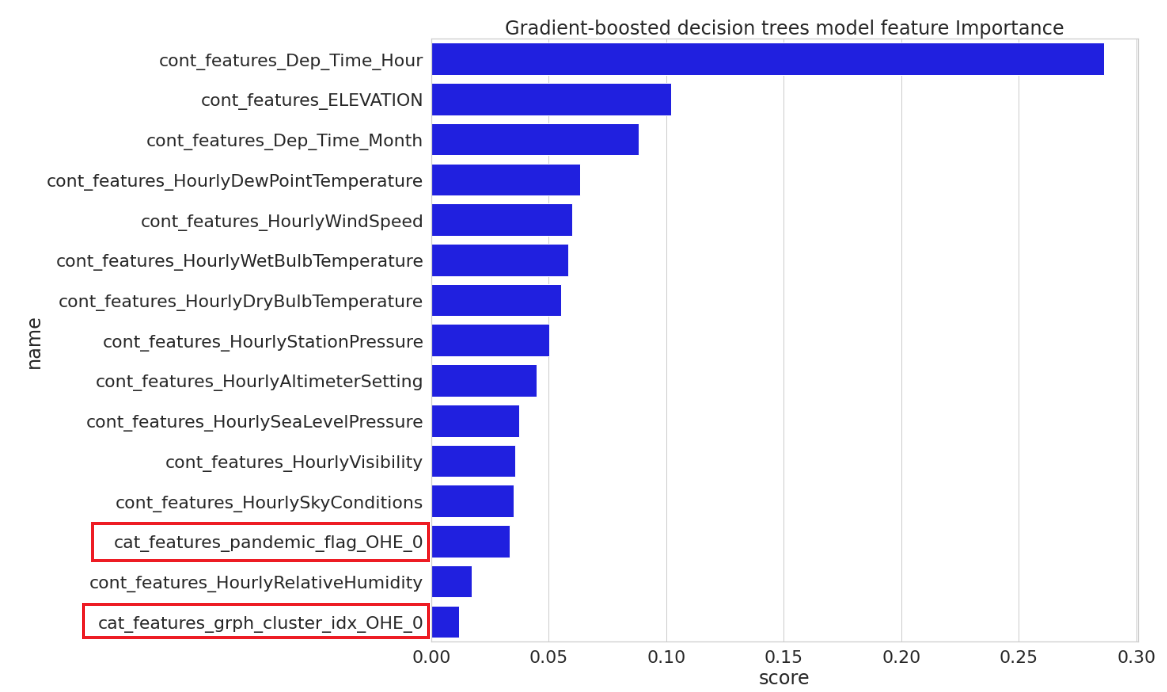 Gradient-boosted decision trees model feature Importance
cont_features_Dep_Time_Hour
cont_features_ELEVATION
cont_features_Dep_Time_Month
cont_features_HourlyDewPointTemperature
cont_features_HourlyWindSpeed
cont_features_HourlyWetBulbTemperature
cont_features_HourlyDryBulbTemperature
cont_features_HourlyStationPressure
cont_features_HourlyAltimeterSetting
cont_features_HourlySeaLevelPressure
cont_features_HourlyVisibility
cont_features_HourlySkyConditions
cat_features_pandemic_flag_OHE_0
cont_features_HourlyRelativeHumidity
cat_features_grph_cluster_idx_OHE_0
name
0.00 0.05 0.10 0.15 0.20 0.25 0.30
score